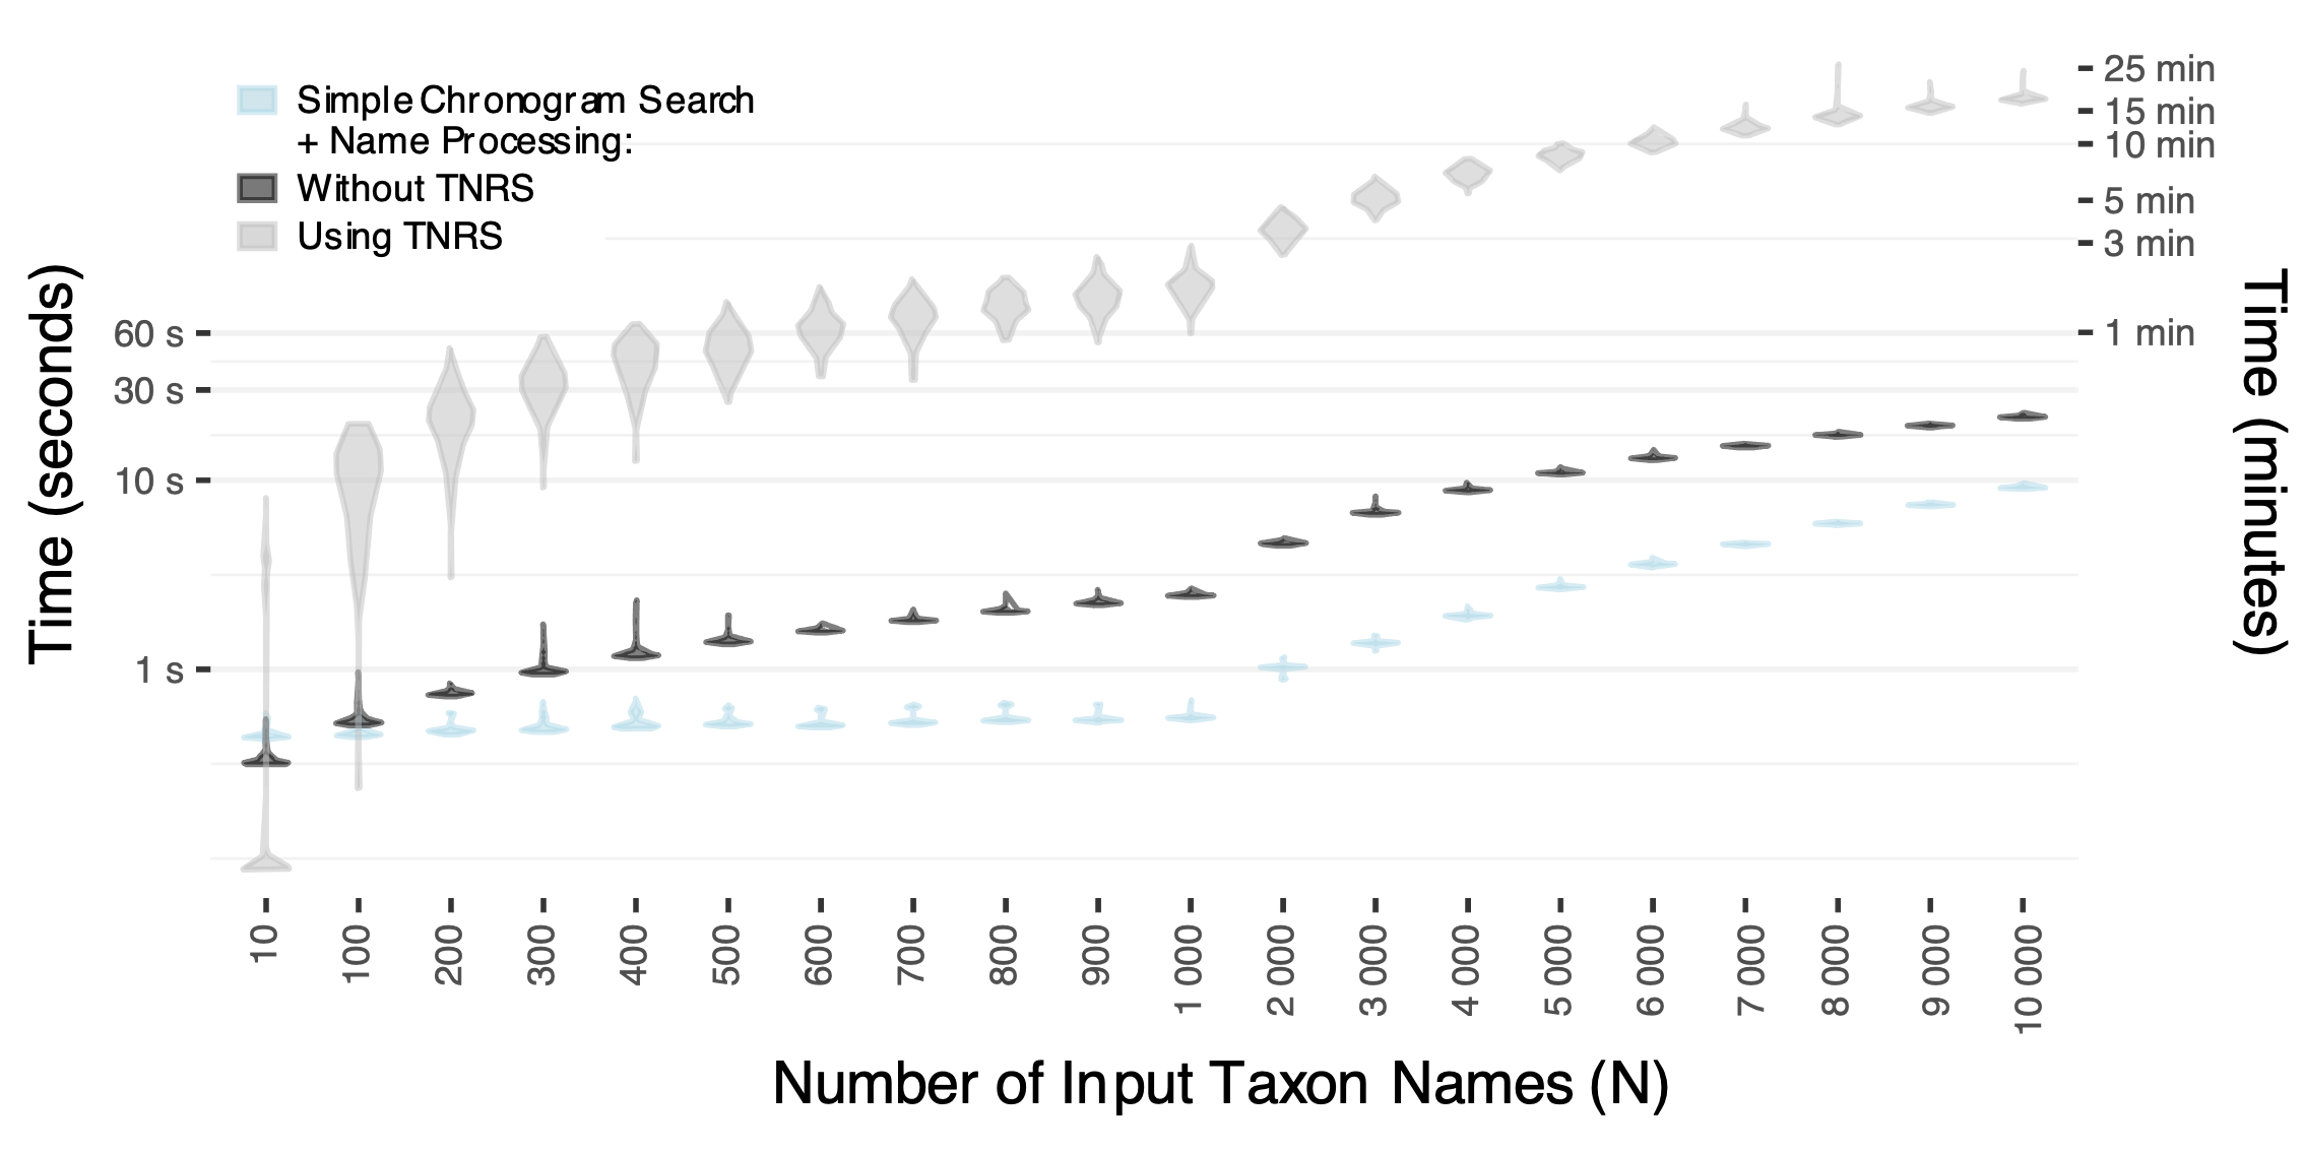 Simple Chronogram Search
+ Name Processing:
Without TNRS
Using TNRS
Time (seconds)
60 s
30 s
10 s
1 s
25 min
15 min
10 min
5 min
3 min
1 min
Time (minutes)
10
100
200
300
400
500
600
700
800
900
1 000
2 000
3 000
4 000
5 000
6 000
7 000
8 000
9 000
10 000
Number of Input Taxon Names (N)